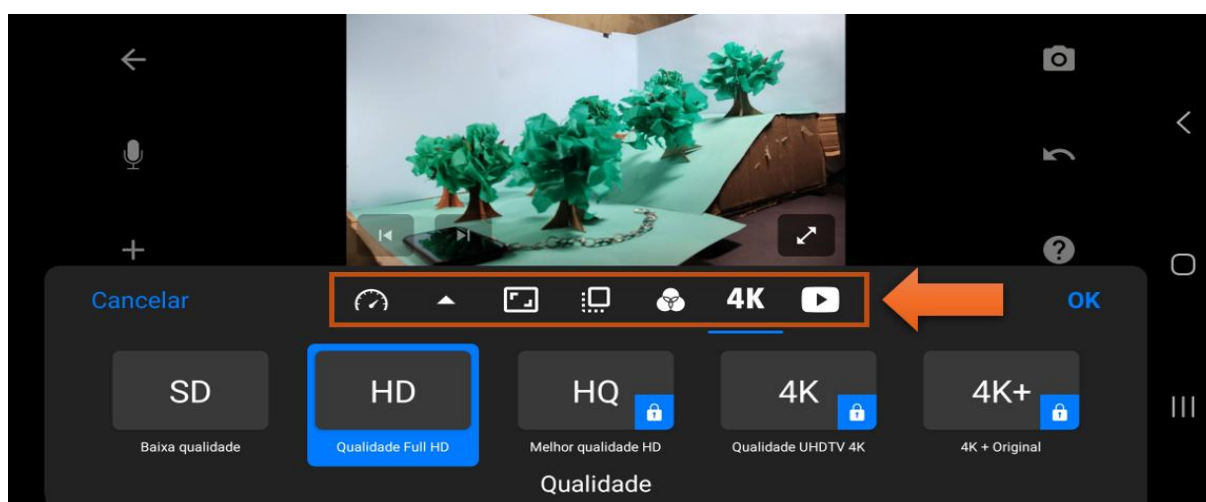 Cancelar
4K
OK
SD
HD
HQ
4K
4K+
Baixa qualidade
Qualidade Full HD
Melhor qualidade HD
Qualidade UHDTV 4K
4K + Original
Qualidade